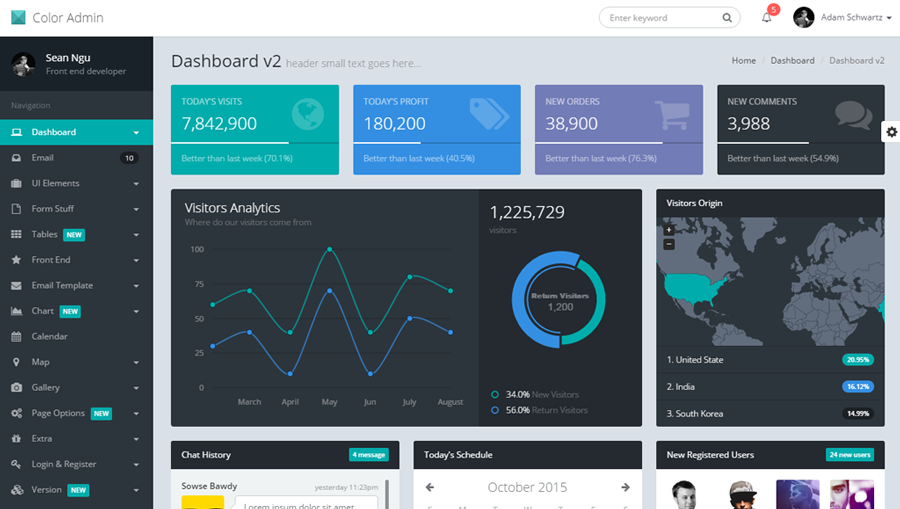 Color Admin
Enter keyword
5
Adam Schwartz
Sean Ngu
Front end developer
Navigation
Dashboard
Email 10
UI Elements
Form Stuff
Tables NEW
Front End
Email Template
Chart NEW
Calendar
Map
Gallery
Page Options NEW
Extra
Login & Register
Version NEW
Dashboard v2 header small text goes here...
Home / Dashboard / Dashboard v2
TODAY'S VISITS
7,842,900
Better than last week (70.1%)
TODAY'S PROFIT
180,200
Better than last week (40.5%)
NEW ORDERS
38,900
Better than last week (76.3%)
NEW COMMENTS
3,988
Better than last week (54.9%)
Visitors Analytics
Where do our visitors come from
100
75
50
25
0
March April May Jun July August
1,225,729
visitors
Return Visitors
1,200
34.0% New Visitors
56.0% Return Visitors
Visitors Origin
+
−
1. United State 20.95%
2. India 16.12%
3. South Korea 14.99%
Chat History 4 message
Sowse Bawdy yesterday 11:23pm
Lorem ipsum dolor sit amet
Today's Schedule
October 2015
New Registered Users 24 new users